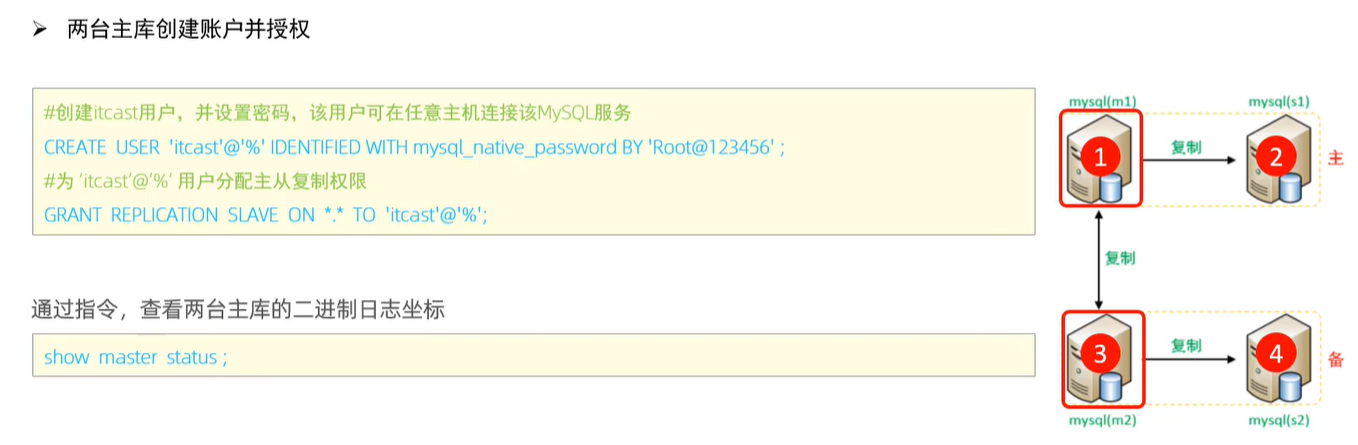 ➤ 两台主库创建账户并授权
#创建itcast用户，并设置密码，该用户可在任意主机连接该MySQL服务
CREATE USER 'itcast'@'%' IDENTIFIED WITH mysql_native_password BY 'Root@123456' ;
#为 'itcast'@'%' 用户分配主从复制权限
GRANT REPLICATION SLAVE ON *.* TO 'itcast'@'%';
通过指令，查看两台主库的二进制日志坐标
show master status ;
mysql(m1)
mysql(s1)
1
复制
2
主
复制
3
复制
4
备
mysql(m2)
mysql(s2)